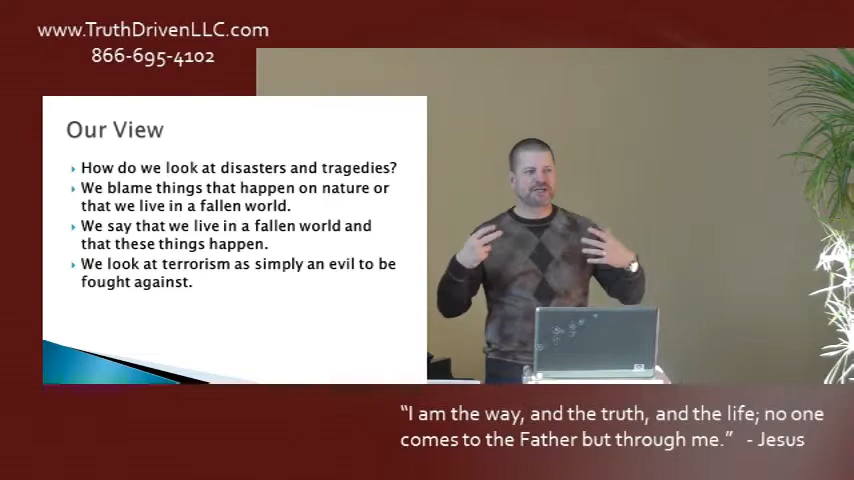 www.TruthDrivenLLC.com
866-695-4102
Our View
How do we look at disasters and tragedies?
We blame things that happen on nature or
that we live in a fallen world.
We say that we live in a fallen world and
that these things happen.
We look at terrorism as simply an evil to be
fought against.
“I am the way, and the truth, and the life; no one
comes to the Father but through me.” - Jesus